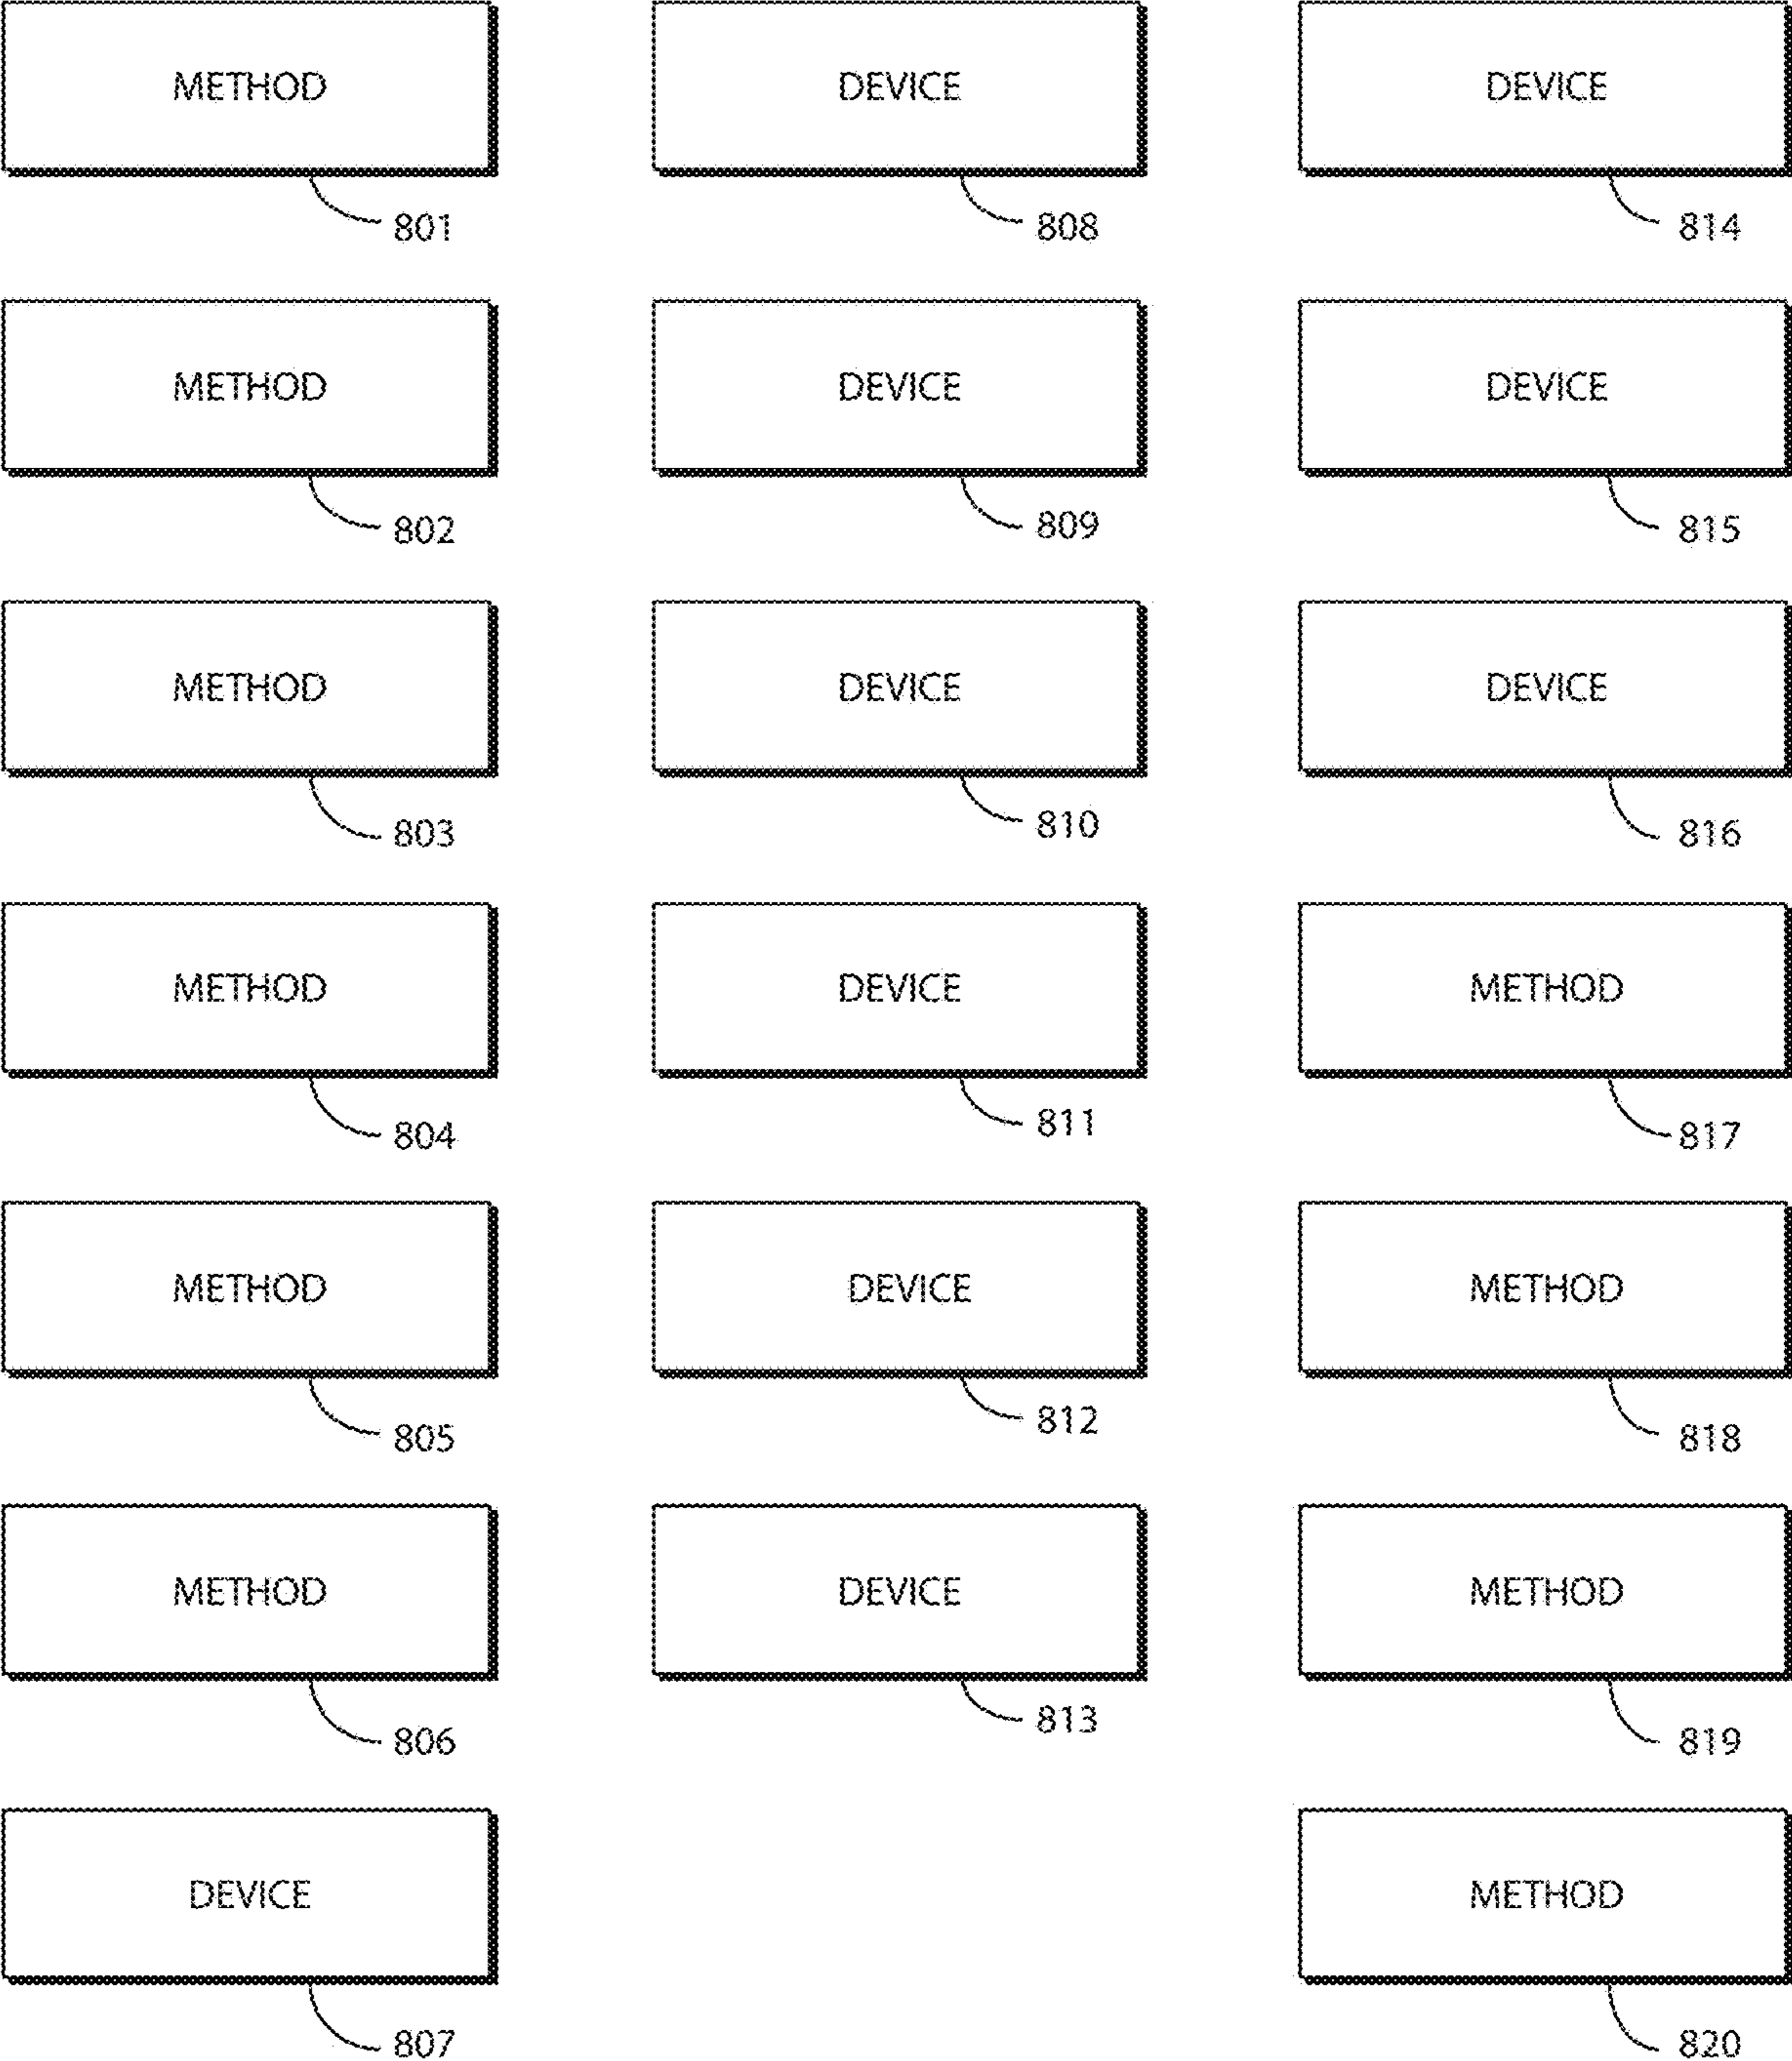 METHOD
801
METHOD
802
METHOD
803
METHOD
804
METHOD
805
METHOD
806
DEVICE
807
DEVICE
808
DEVICE
809
DEVICE
810
DEVICE
811
DEVICE
812
DEVICE
813
DEVICE
814
DEVICE
815
DEVICE
816
METHOD
817
METHOD
818
METHOD
819
METHOD
820